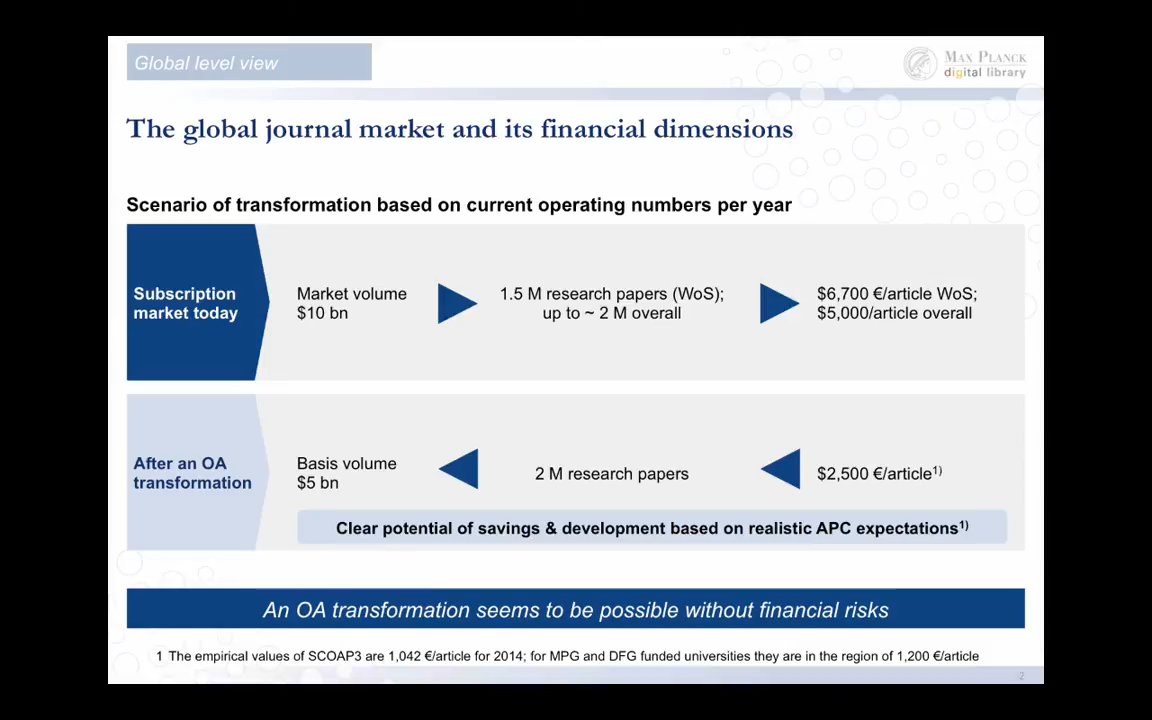 Global level view
MAX PLANCK
digital library
The global journal market and its financial dimensions
Scenario of transformation based on current operating numbers per year
Subscription
market today
Market volume
$10 bn
1.5 M research papers (WoS);
up to ~ 2 M overall
$6,700 €/article WoS;
$5,000/article overall
After an OA
transformation
Basis volume
$5 bn
2 M research papers
$2,500 €/article1)
Clear potential of savings & development based on realistic APC expectations1)
An OA transformation seems to be possible without financial risks
1 The empirical values of SCOAP3 are 1,042 €/article for 2014; for MPG and DFG funded universities they are in the region of 1,200 €/article
2